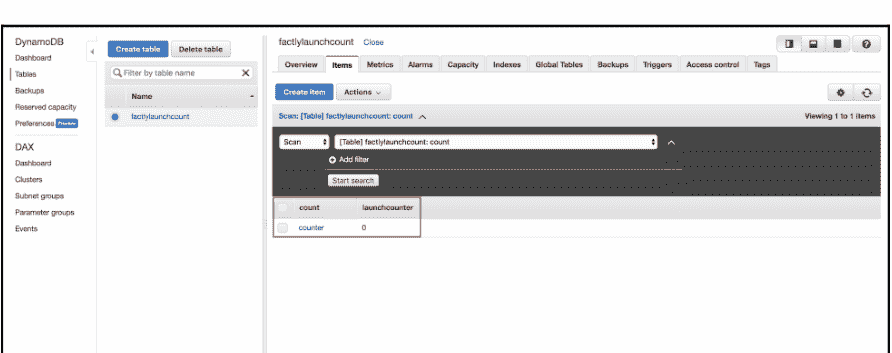 DynamoDB
Dashboard
Tables
Backups
Reserved capacity
Preferences
DAX
Dashboard
Clusters
Subnet groups
Parameter groups
Events
Create table Delete table
Filter by table name
Name
factlylaunchcount
factlylaunchcount Close
Overview Items Metrics Alarms Capacity Indexes Global Tables Backups Triggers Access control Tags
Create item Actions
Scan: [Table] factlylaunchcount: count
Viewing 1 to 1 items
Scan [Table] factlylaunchcount: count
Add filter
Start search
count launchcounter
counter 0